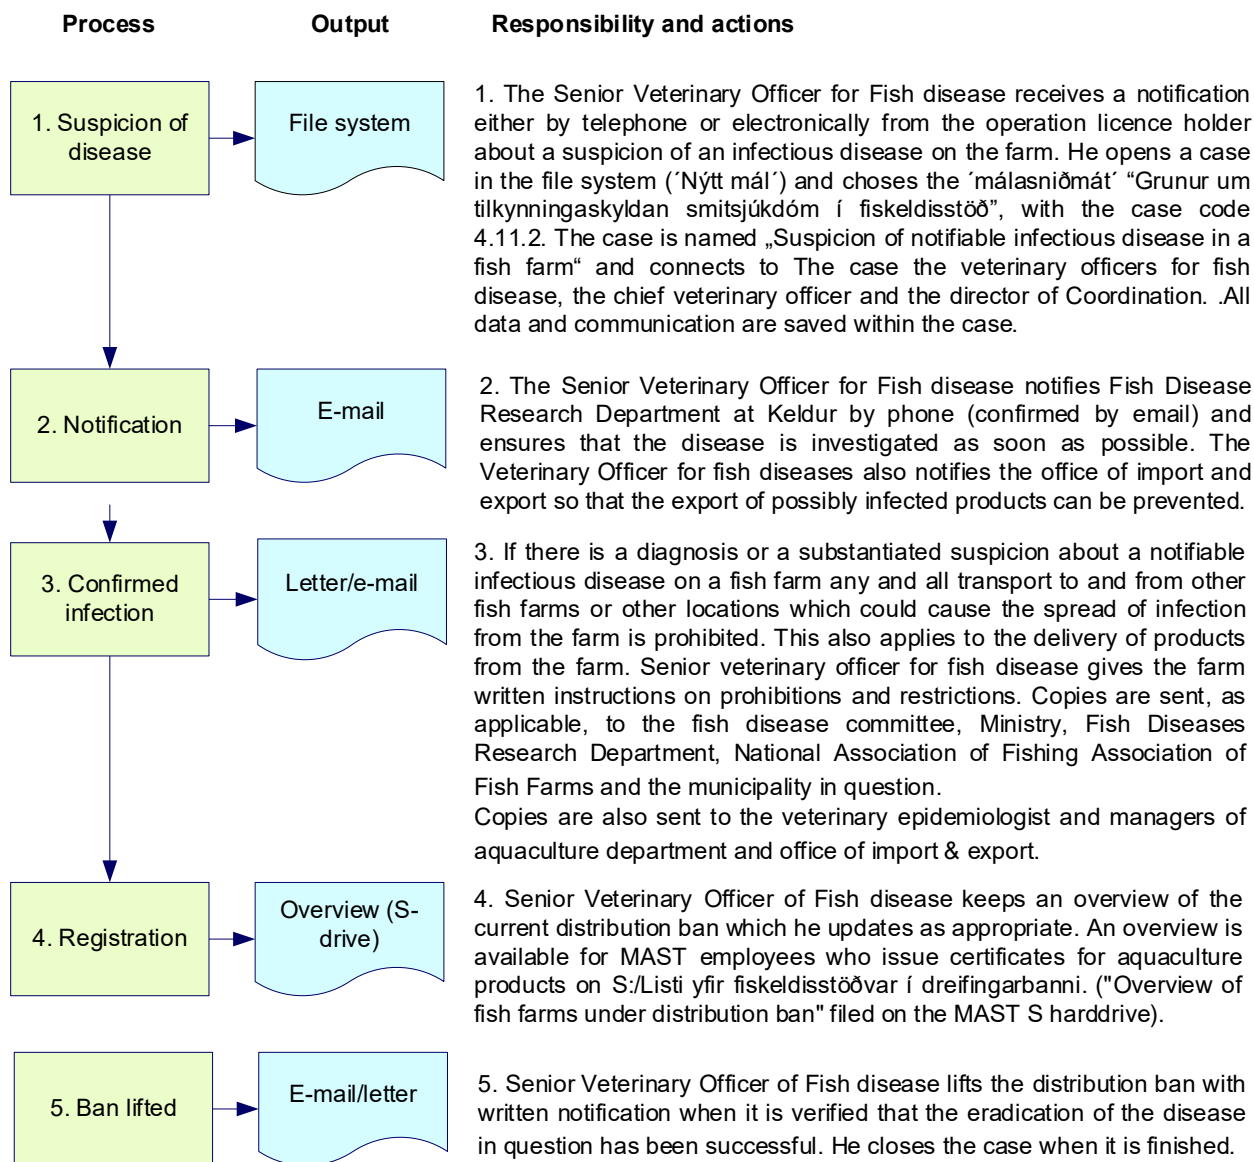 Process Output Responsibility and actions
1. Suspicion of
disease
File system
1. The Senior Veterinary Officer for Fish disease receives a notification
either by telephone or electronically from the operation licence holder
about a suspicion of an infectious disease on the farm. He opens a case
in the file system (´Nýtt mál´) and choses the ´málasniðmát´ “Grunur um
tilkynningaskyldan smitsjúkdóm í fiskeldisstöð”, with the case code
4.11.2. The case is named „Suspicion of notifiable infectious disease in a
fish farm“ and connects to The case the veterinary officers for fish
disease, the chief veterinary officer and the director of Coordination. .All
data and communication are saved within the case.
2. Notification
E-mail
2. The Senior Veterinary Officer for Fish disease notifies Fish Disease
Research Department at Keldur by phone (confirmed by email) and
ensures that the disease is investigated as soon as possible. The
Veterinary Officer for fish diseases also notifies the office of import and
export so that the export of possibly infected products can be prevented.
3. Confirmed
infection
Letter/e-mail
3. If there is a diagnosis or a substantiated suspicion about a notifiable
infectious disease on a fish farm any and all transport to and from other
fish farms or other locations which could cause the spread of infection
from the farm is prohibited. This also applies to the delivery of products
from the farm. Senior veterinary officer for fish disease gives the farm
written instructions on prohibitions and restrictions. Copies are sent, as
applicable, to the fish disease committee, Ministry, Fish Diseases
Research Department, National Association of Fishing Association of
Fish Farms and the municipality in question.
Copies are also sent to the veterinary epidemiologist and managers of
aquaculture department and office of import & export.
4. Registration
Overview (S-
drive)
4. Senior Veterinary Officer of Fish disease keeps an overview of the
current distribution ban which he updates as appropriate. An overview is
available for MAST employees who issue certificates for aquaculture
products on S:/Listi yfir fiskeldisstöðvar í dreifingarbanni. ("Overview of
fish farms under distribution ban" filed on the MAST S harddrive).
5. Ban lifted
E-mail/letter
5. Senior Veterinary Officer of Fish disease lifts the distribution ban with
written notification when it is verified that the eradication of the disease
in question has been successful. He closes the case when it is finished.